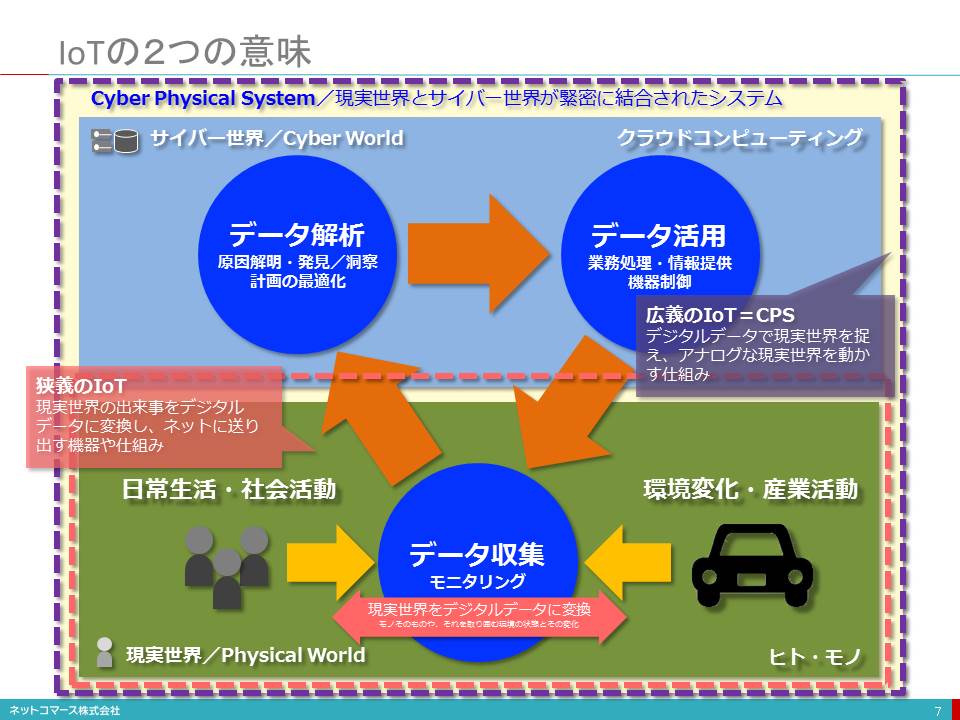 IoTの2つの意味
Cyber Physical System／現実世界とサイバー世界が緊密に結合されたシステム
サイバー世界／Cyber World
クラウドコンピューティング
データ解析
原因解明・発見／洞察
計画の最適化
データ活用
業務処理・情報提供
機器制御
広義のIoT＝CPS
デジタルデータで現実世界を捉
え、アナログな現実世界を動か
す仕組み
狭義のIoT
現実世界の出来事をデジタル
データに変換し、ネットに送り
出す機器や仕組み
日常生活・社会活動
環境変化・産業活動
データ収集
モニタリング
現実世界をデジタルデータに変換
モノそのものや、それを取り囲む環境の状態とその変化
現実世界／Physical World
ヒト・モノ
ネットコマース株式会社
7